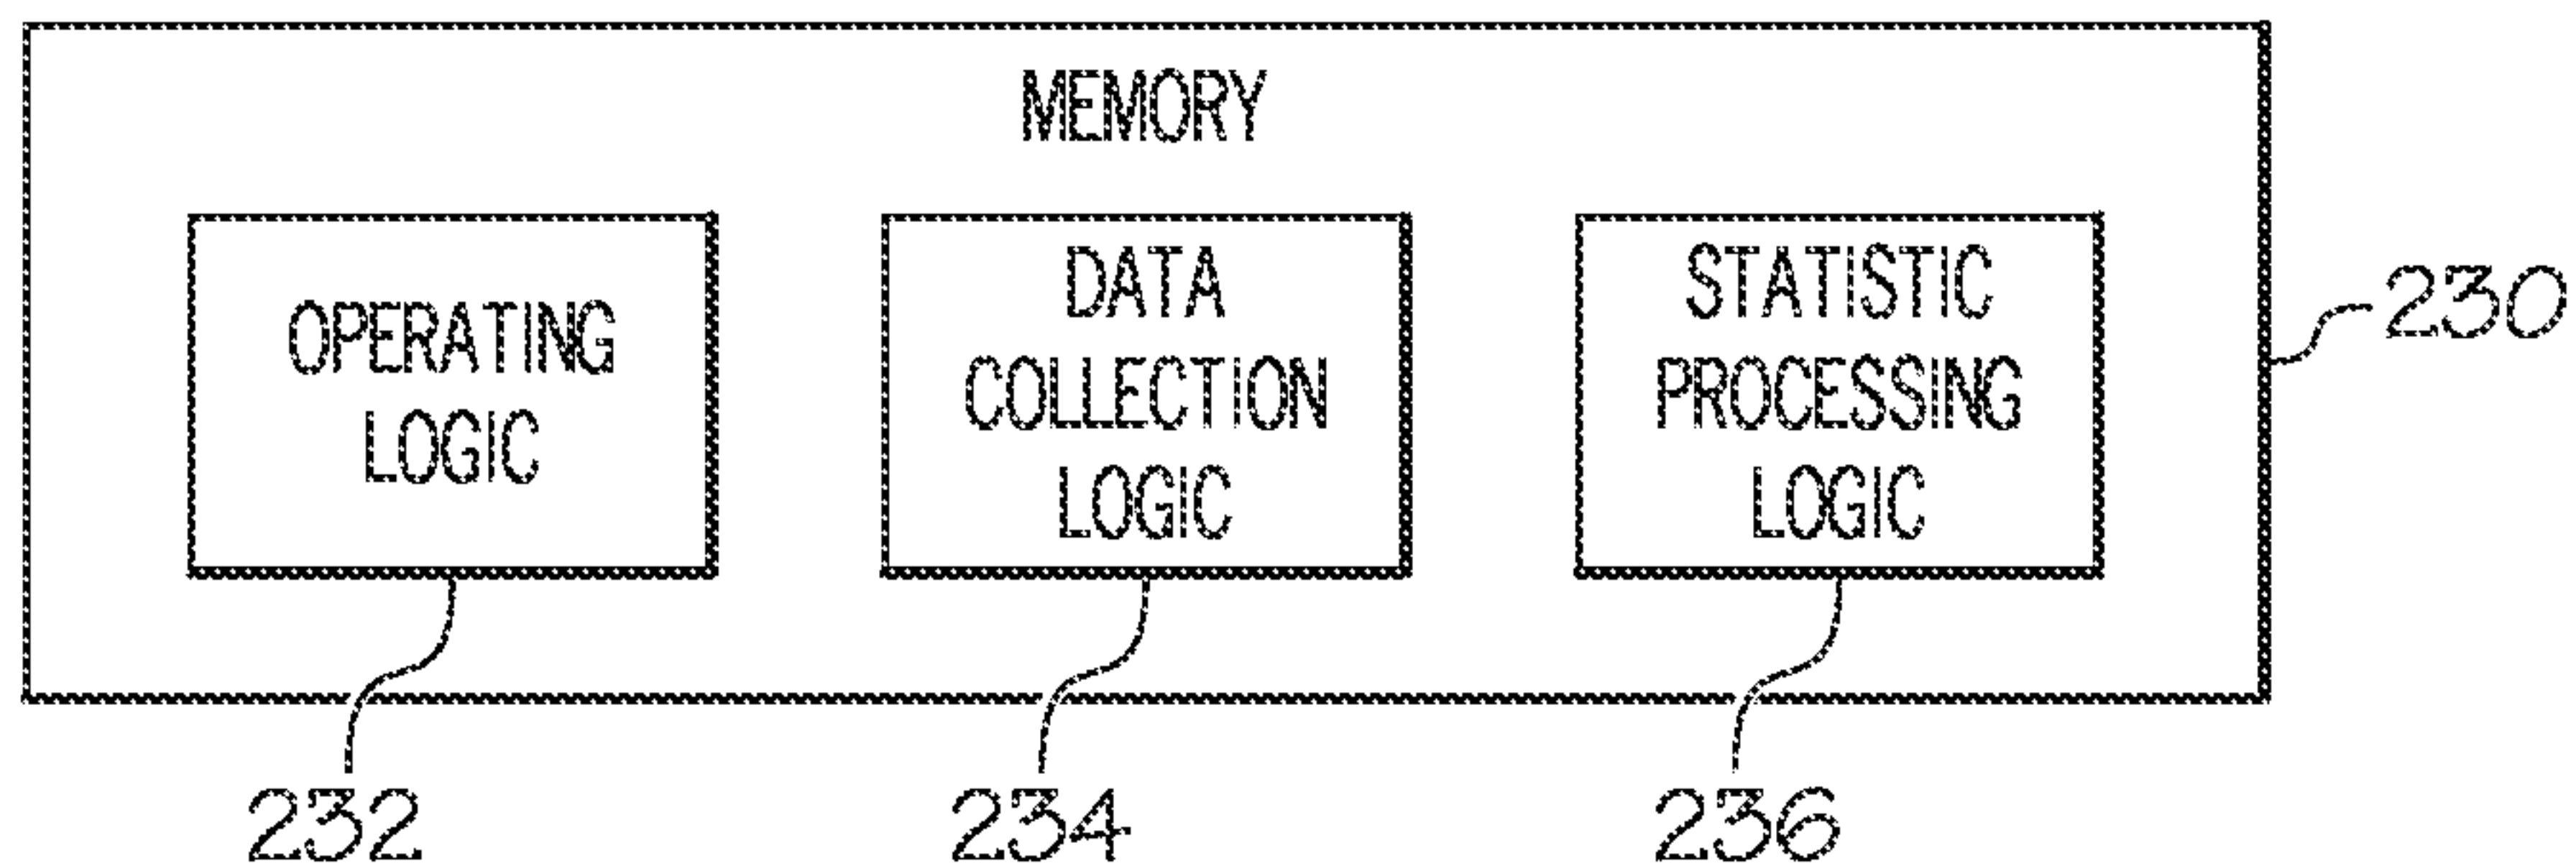 MEMORY
OPERATING
LOGIC
DATA
COLLECTION
LOGIC
STATISTIC
PROCESSING
LOGIC
230
232
234
236